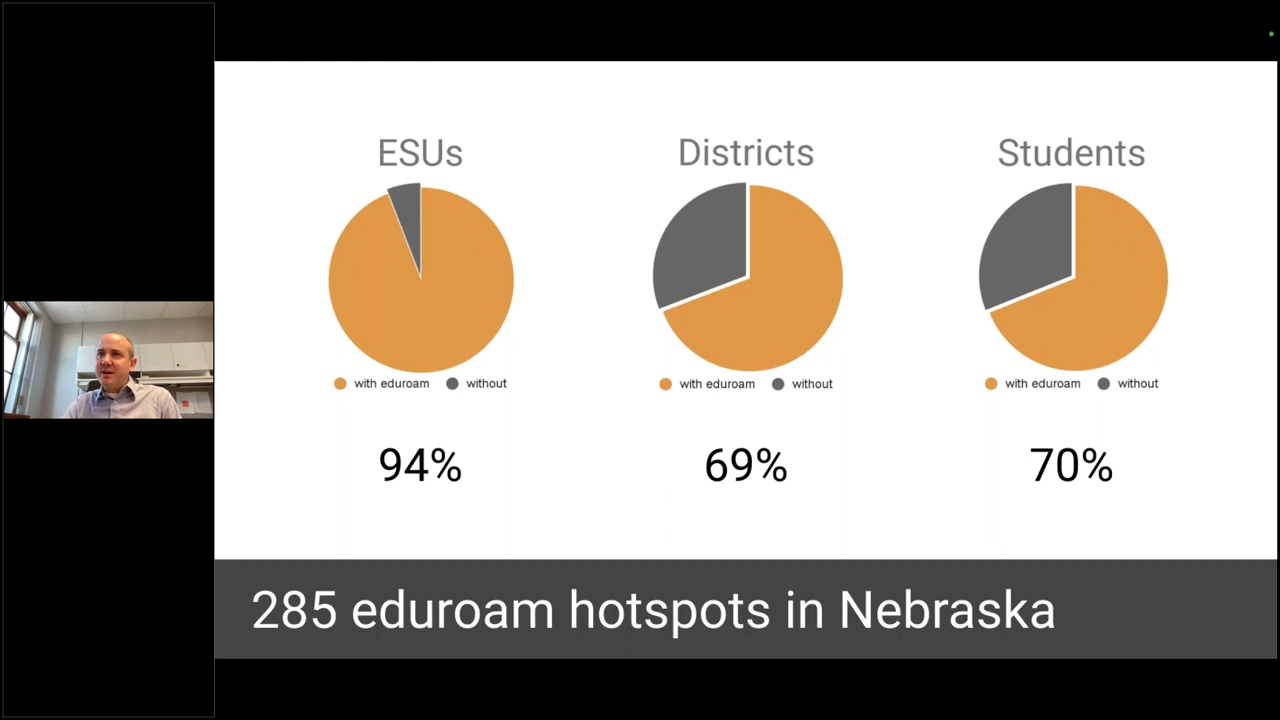 ESUs
Districts
Students
with eduroam
without
with eduroam
without
with eduroam
without
94%
69%
70%
285 eduroam hotspots in Nebraska